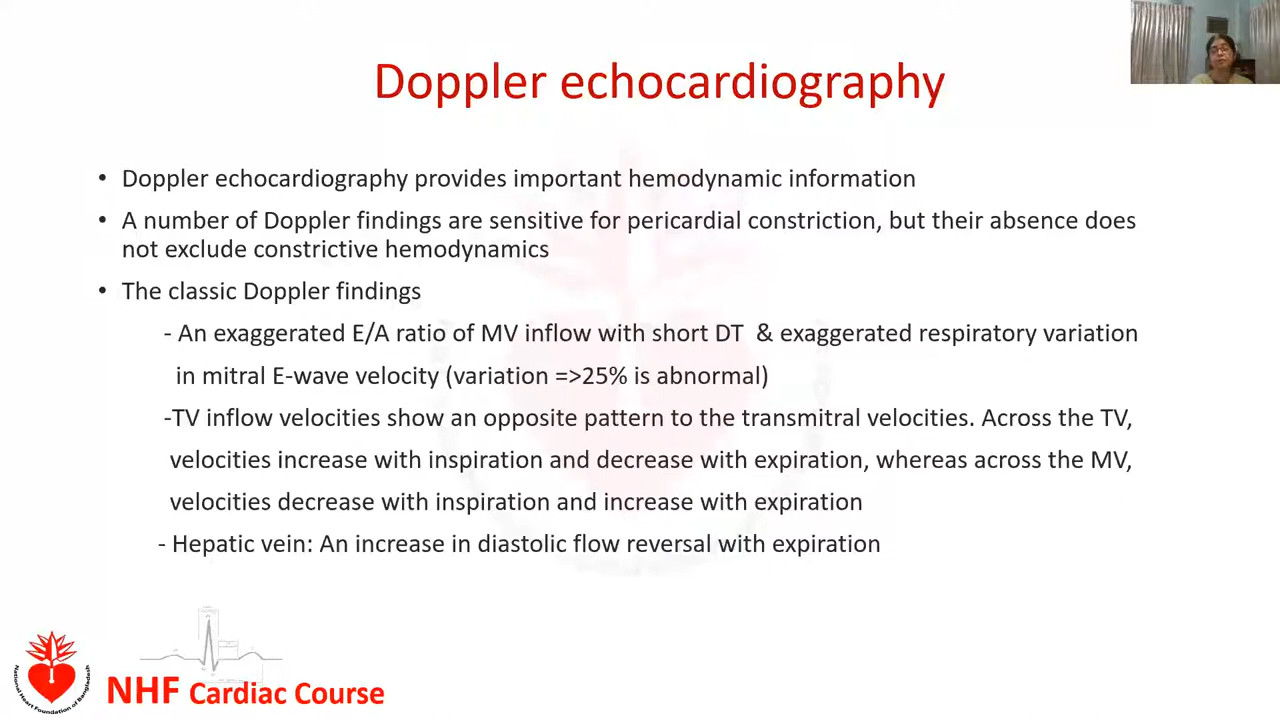 Doppler echocardiography
• Doppler echocardiography provides important hemodynamic information
• A number of Doppler findings are sensitive for pericardial constriction, but their absence does
not exclude constrictive hemodynamics
• The classic Doppler findings
- An exaggerated E/A ratio of MV inflow with short DT & exaggerated respiratory variation
in mitral E-wave velocity (variation =>25% is abnormal)
-TV inflow velocities show an opposite pattern to the transmitral velocities. Across the TV,
velocities increase with inspiration and decrease with expiration, whereas across the MV,
velocities decrease with inspiration and increase with expiration
- Hepatic vein: An increase in diastolic flow reversal with expiration
National Heart Foundation of Bangladesh
NHF Cardiac Course